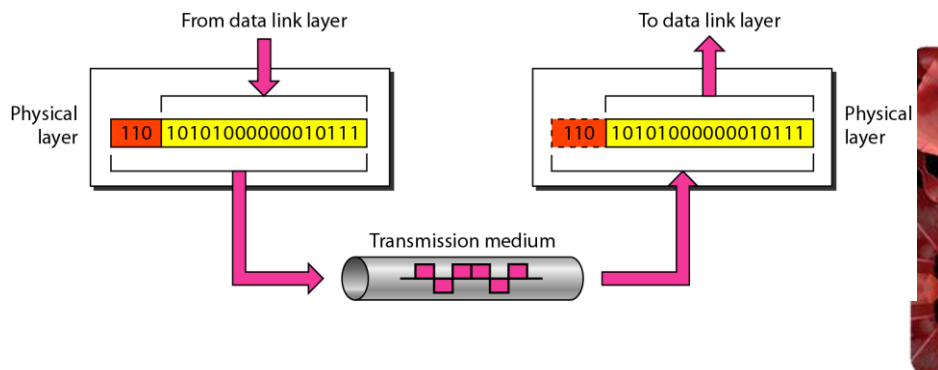 From data link layer
To data link layer
Physical
layer
110 10101000000010111
110 10101000000010111
Physical
layer
Transmission medium